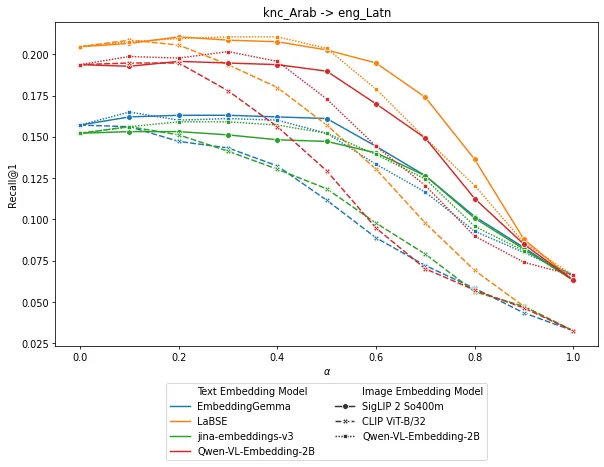 knc_Arab -> eng_Latn
Recall@1
0.200
0.175
0.150
0.125
0.100
0.075
0.050
0.025
0.0 0.2 0.4 0.6 0.8 1.0
α
Text Embedding Model Image Embedding Model
EmbeddingGemma SigLIP 2 So400m
LaBSE CLIP ViT-B/32
jina-embeddings-v3 Qwen-VL-Embedding-2B
Qwen-VL-Embedding-2B